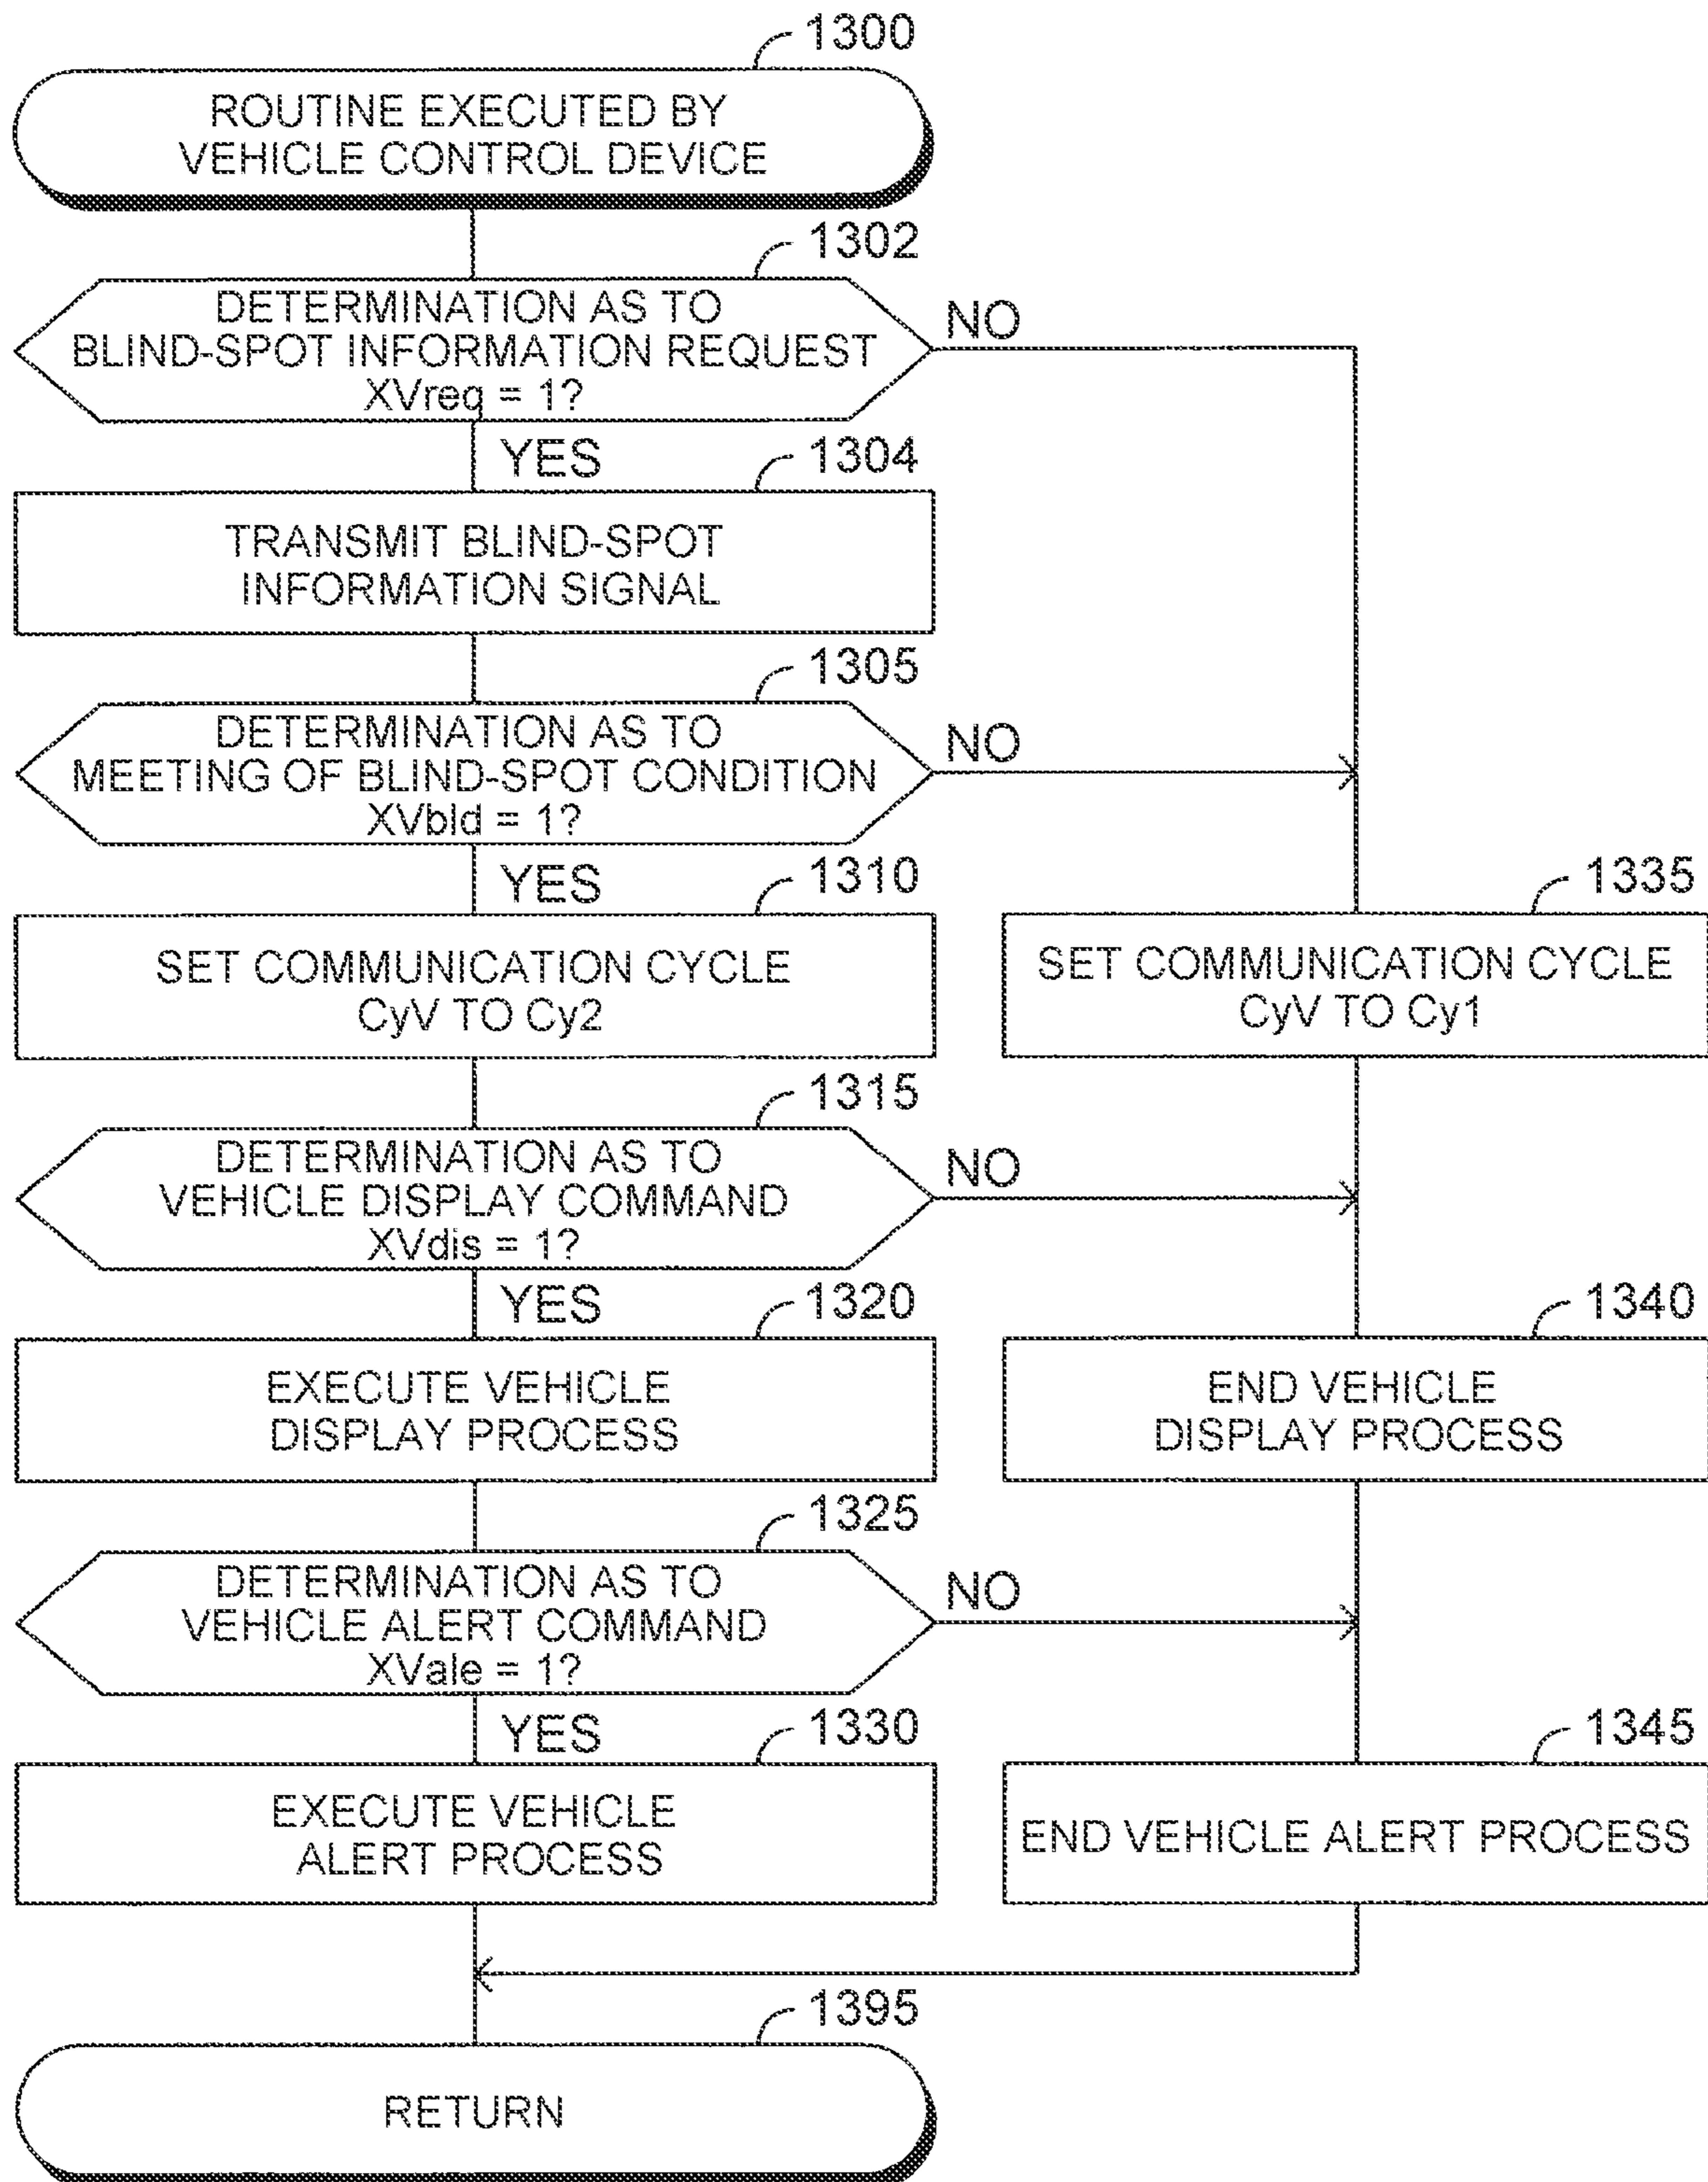 1300
ROUTINE EXECUTED BY
VEHICLE CONTROL DEVICE
1302
DETERMINATION AS TO
BLIND-SPOT INFORMATION REQUEST
XVreq = 1?
NO
YES
1304
TRANSMIT BLIND-SPOT
INFORMATION SIGNAL
1305
DETERMINATION AS TO
MEETING OF BLIND-SPOT CONDITION
XVbld = 1?
NO
YES
1310
SET COMMUNICATION CYCLE
CyV TO Cy2
1335
SET COMMUNICATION CYCLE
CyV TO Cy1
1315
DETERMINATION AS TO
VEHICLE DISPLAY COMMAND
XVdis = 1?
NO
YES
1320
EXECUTE VEHICLE
DISPLAY PROCESS
1340
END VEHICLE
DISPLAY PROCESS
1325
DETERMINATION AS TO
VEHICLE ALERT COMMAND
XVale = 1?
NO
YES
1330
EXECUTE VEHICLE
ALERT PROCESS
1345
END VEHICLE ALERT PROCESS
1395
RETURN